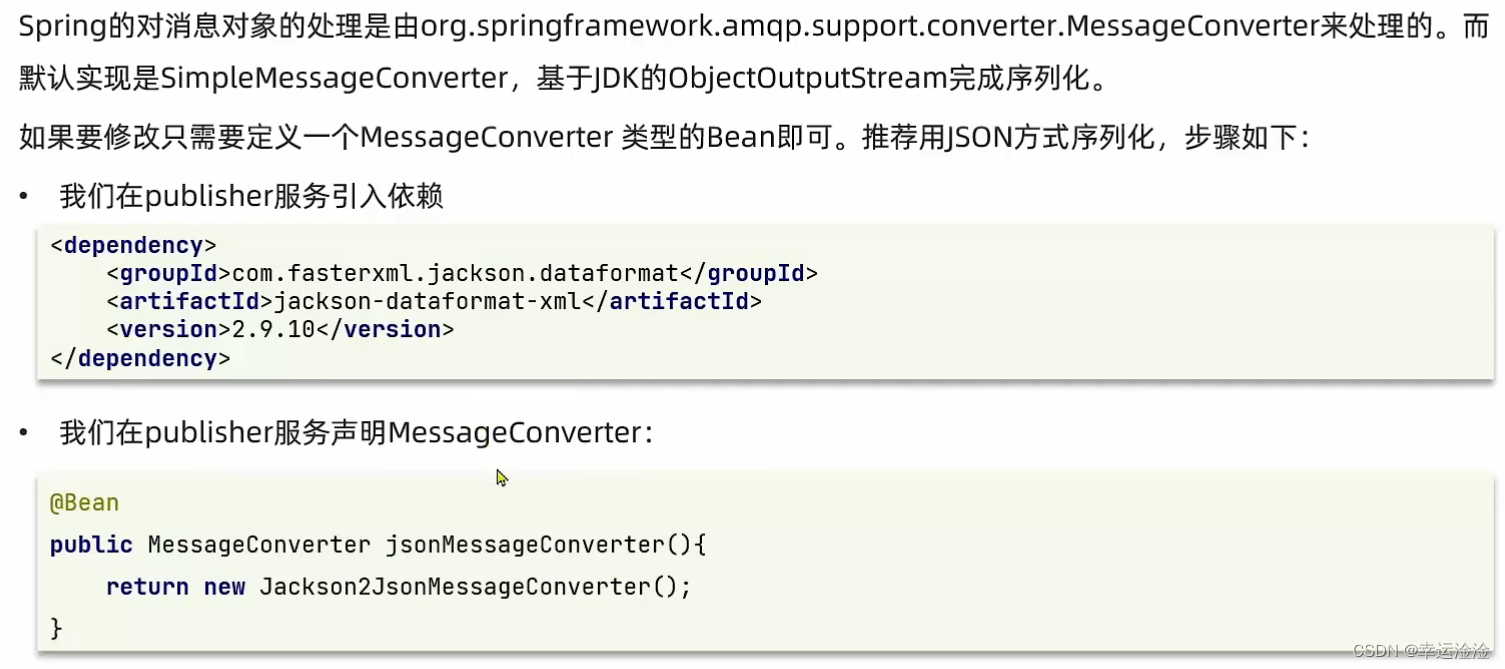 Spring的对消息对象的处理是由org.springframework.amqp.support.converter.MessageConverter来处理的。而
默认实现是SimpleMessageConverter，基于JDK的ObjectOutputStream完成序列化。
如果要修改只需要定义一个MessageConverter 类型的Bean即可。推荐用JSON方式序列化，步骤如下：
• 我们在publisher服务引入依赖
<dependency>
    <groupId>com.fasterxml.jackson.dataformat</groupId>
    <artifactId>jackson-dataformat-xml</artifactId>
    <version>2.9.10</version>
</dependency>
• 我们在publisher服务声明MessageConverter：
@Bean
public MessageConverter jsonMessageConverter(){
    return new Jackson2JsonMessageConverter();
}
CSDN @幸运淦淦